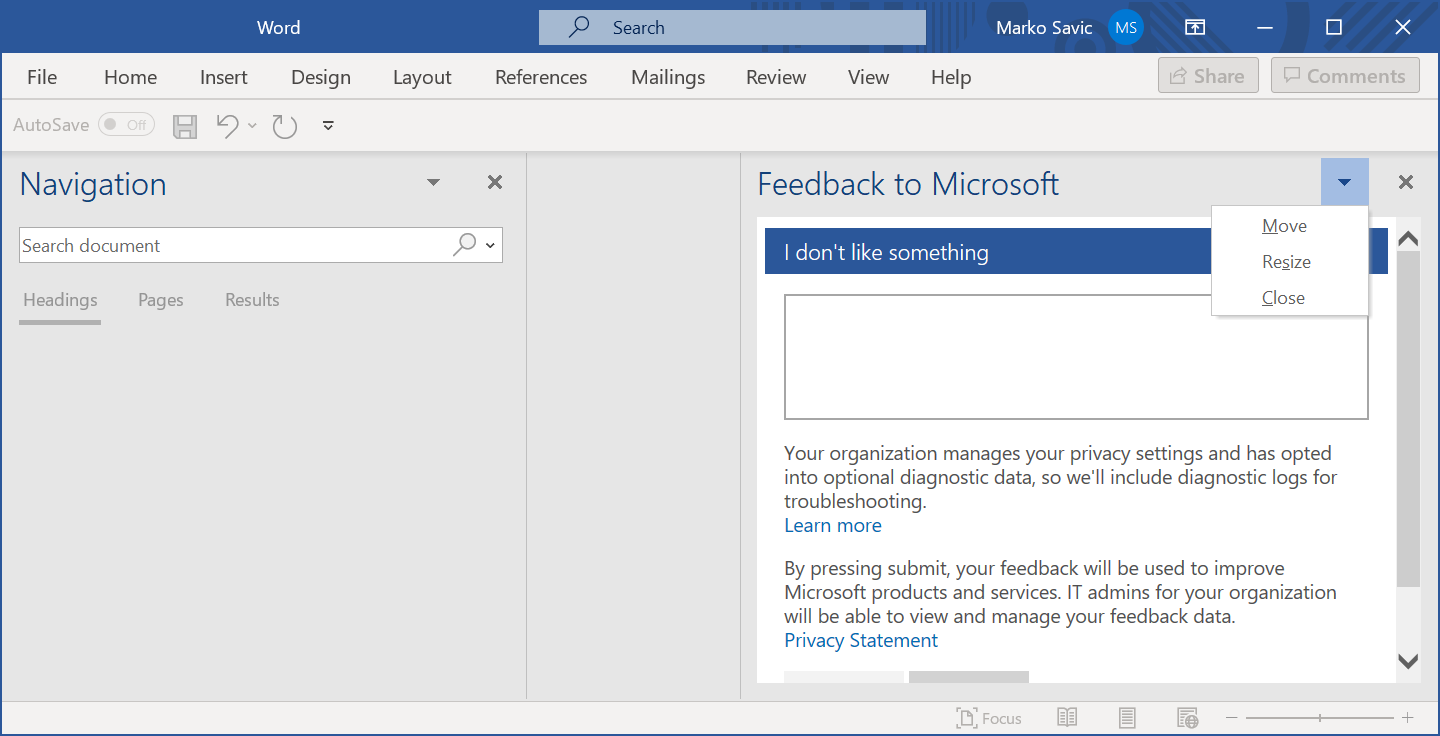 Word
Search
Marko Savic
MS
File Home Insert Design Layout References Mailings Review View Help
Share
Comments
AutoSave
Off
Navigation
Search document
Headings Pages Results
Feedback to Microsoft
Move
Resize
Close
I don't like something
Your organization manages your privacy settings and has opted
into optional diagnostic data, so we'll include diagnostic logs for
troubleshooting.
Learn more
By pressing submit, your feedback will be used to improve
Microsoft products and services. IT admins for your organization
will be able to view and manage your feedback data.
Privacy Statement
Focus